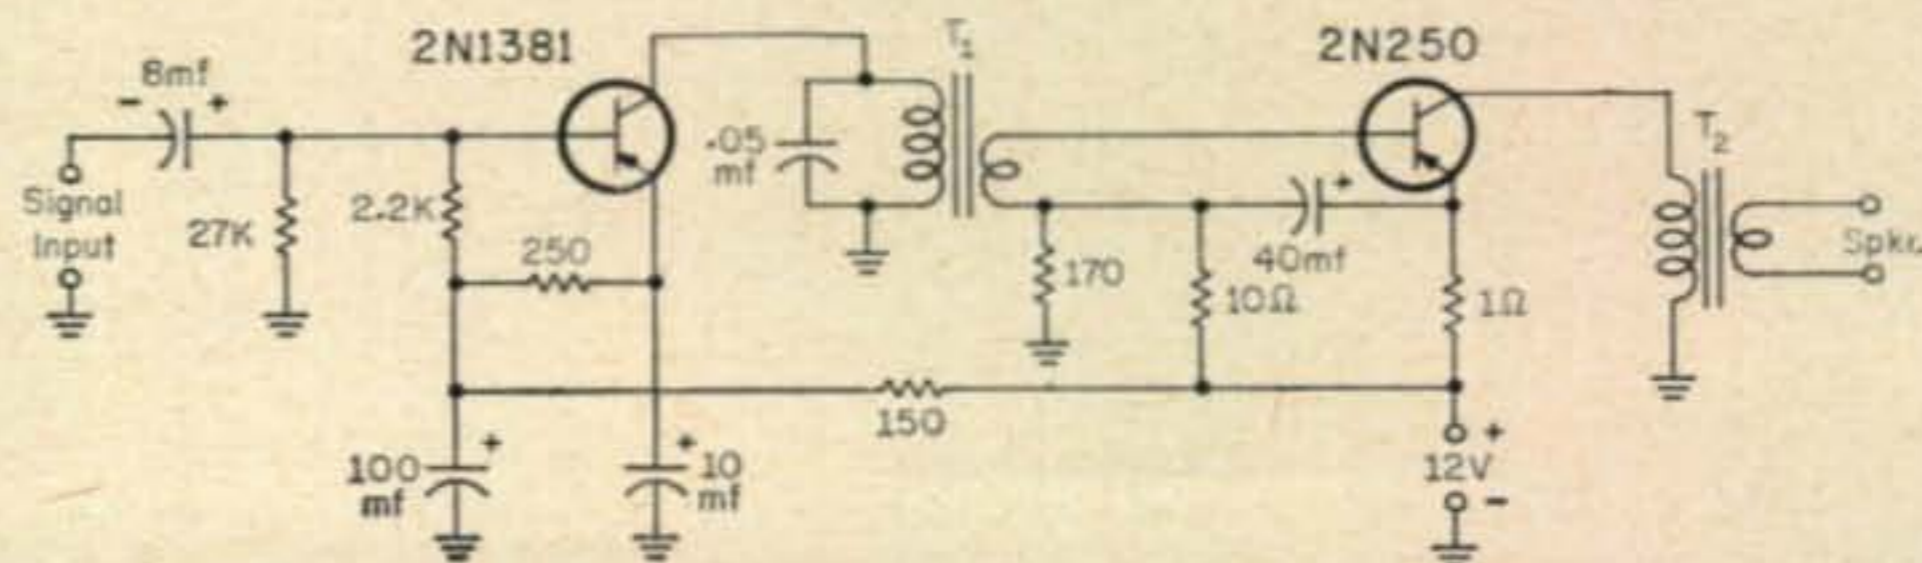 2N1381
T1
2N250
8mf
-
+
.05
mf
T2
Signal
Input
27K
2.2K
250
+
40mf
170
10Ω
1Ω
Spkr
150
100
mf
+
+
10
mf
+
12V
-